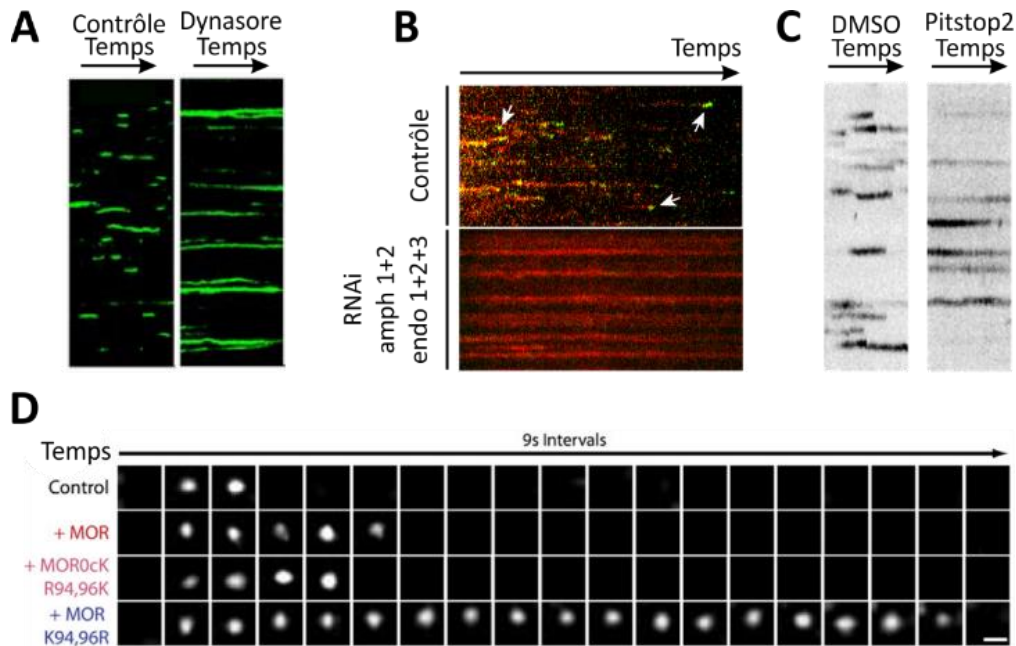 A
Contrôle
Temps
Dynasore
Temps
B
Temps
Contrôle
RNAi
amph 1+2
endo 1+2+3
C
DMSO
Temps
Pitstop2
Temps
D
Temps
9s Intervals
Control
+ MOR
+ MOR0cK
R94,96K
+ MOR
K94,96R